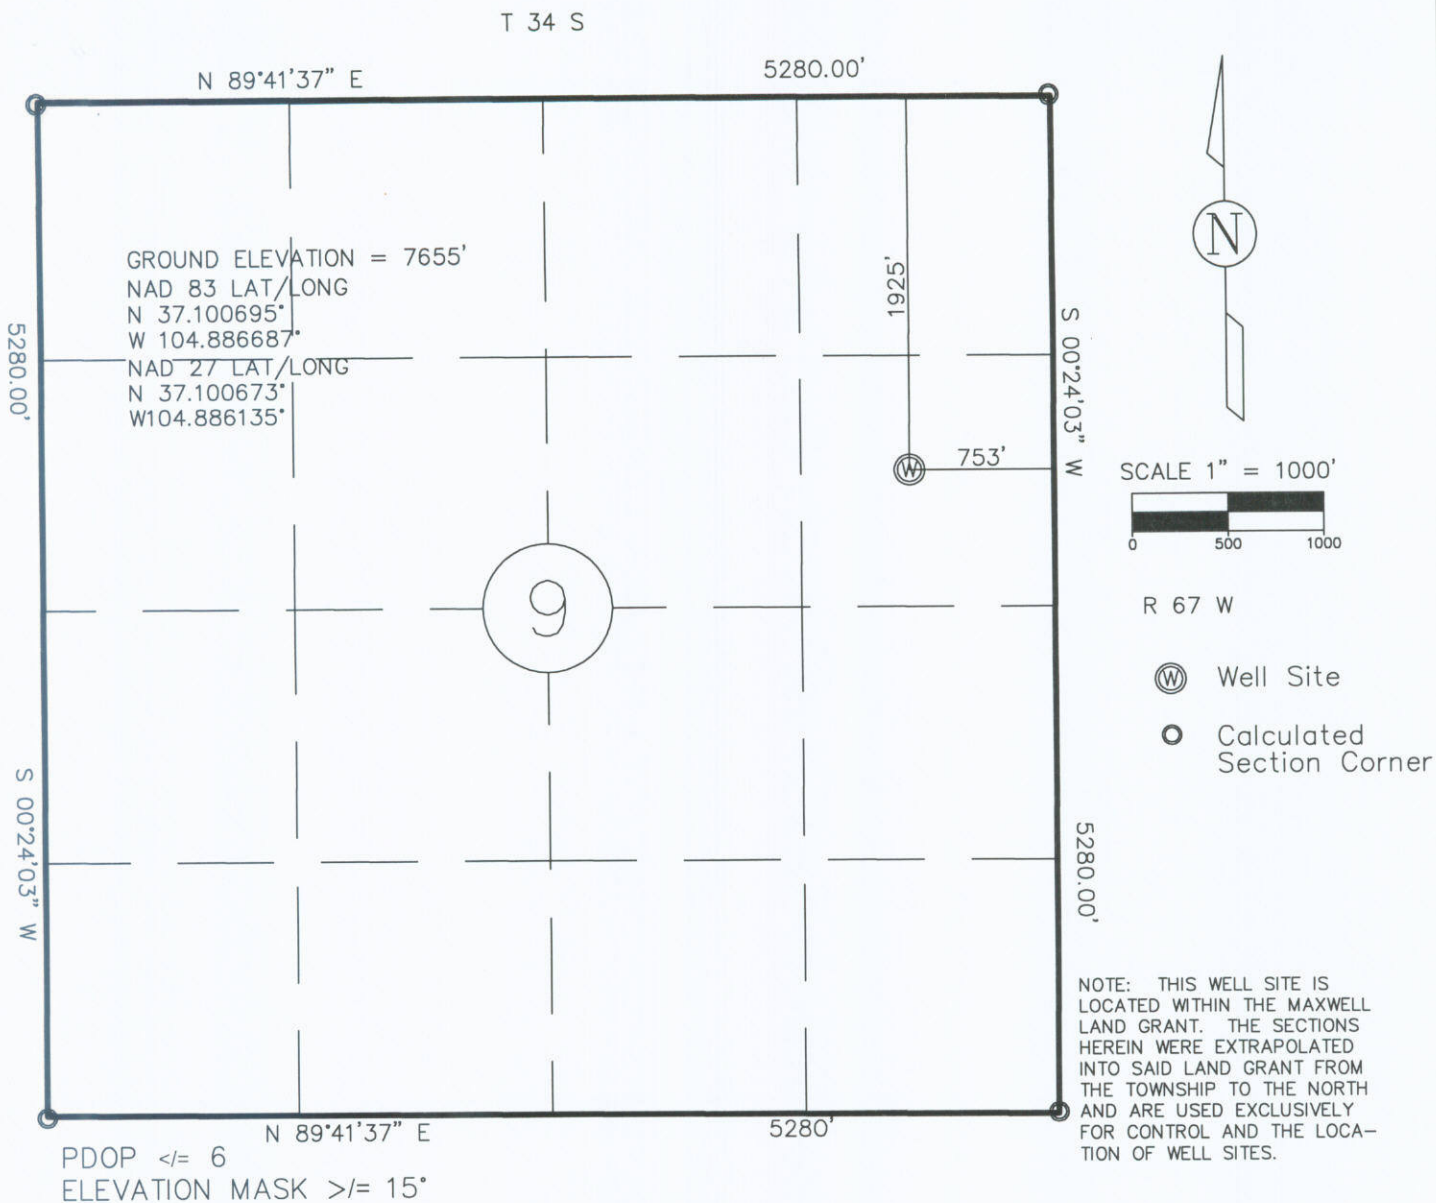 T 34 S
N 89°41'37" E
5280.00'
GROUND ELEVATION = 7655'
NAD 83 LAT/LONG
N 37.100695°
W 104.886687°
NAD 27 LAT/LONG
N 37.100673°
W104.886135°
5280.00'
S 00°24'03" W
1925'
753'
W
S 00°24'03" W
5280.00'
9
N 89°41'37" E
5280'
PDOP </= 6
ELEVATION MASK >/= 15°
N
SCALE 1" = 1000'
0 500 1000
R 67 W
W Well Site
Calculated
Section Corner
NOTE: THIS WELL SITE IS
LOCATED WITHIN THE MAXWELL
LAND GRANT. THE SECTIONS
HEREIN WERE EXTRAPOLATED
INTO SAID LAND GRANT FROM
THE TOWNSHIP TO THE NORTH
AND ARE USED EXCLUSIVELY
FOR CONTROL AND THE LOCA-
TION OF WELL SITES.